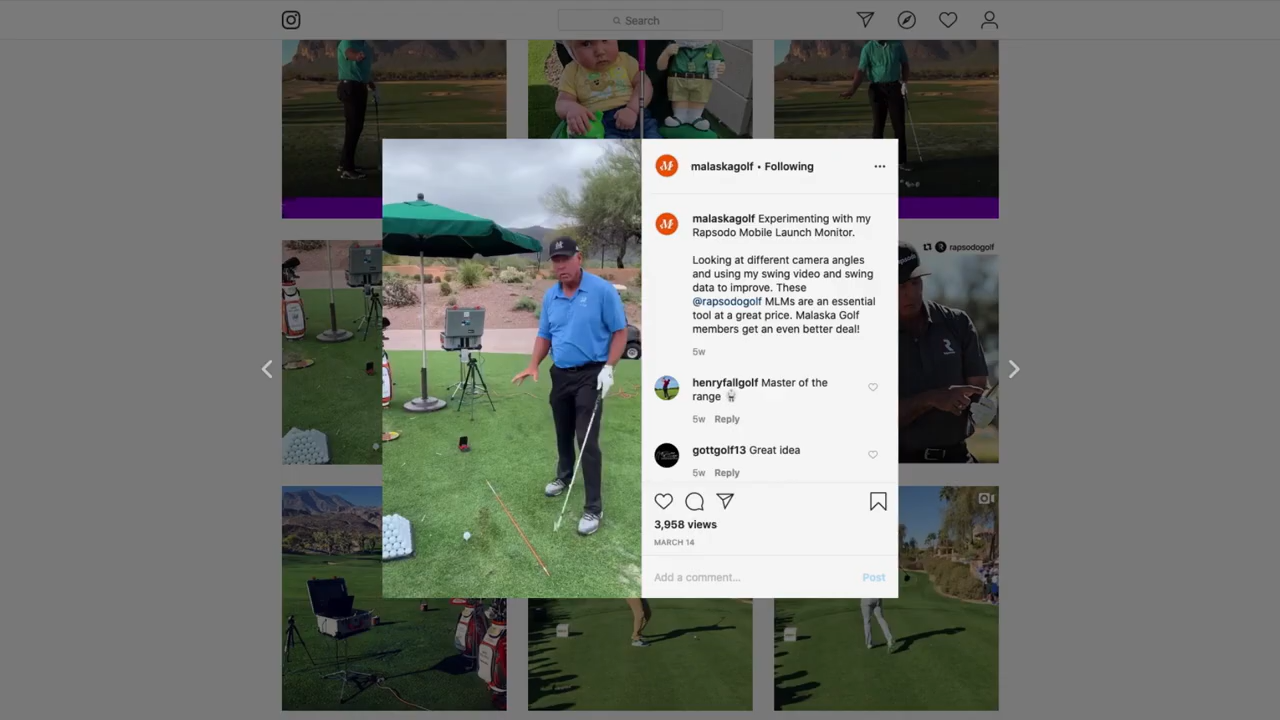 Search
rapsodogolf
malaskagolf • Following
malaskagolf Experimenting with my
Rapsodo Mobile Launch Monitor.
Looking at different camera angles
and using my swing video and swing
data to improve. These
@rapsodogolf MLMs are an essential
tool at a great price. Malaska Golf
members get an even better deal!
5w
henryfallgolf Master of the
range
5w Reply
gottgolf13 Great idea
5w Reply
3,958 views
MARCH 14
Add a comment...
Post